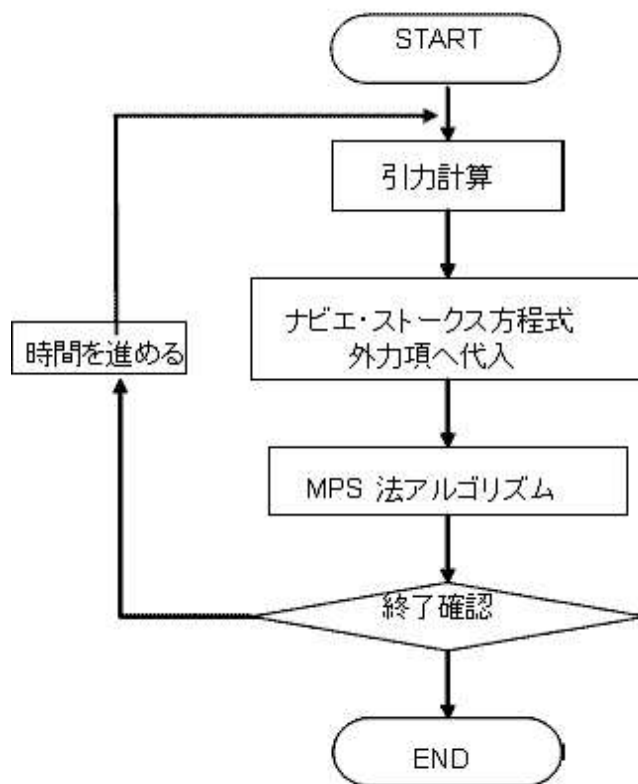 START
引力計算
ナビエ・ストークス方程式
外力項へ代入
時間を進める
MPS 法アルゴリズム
終了確認
END